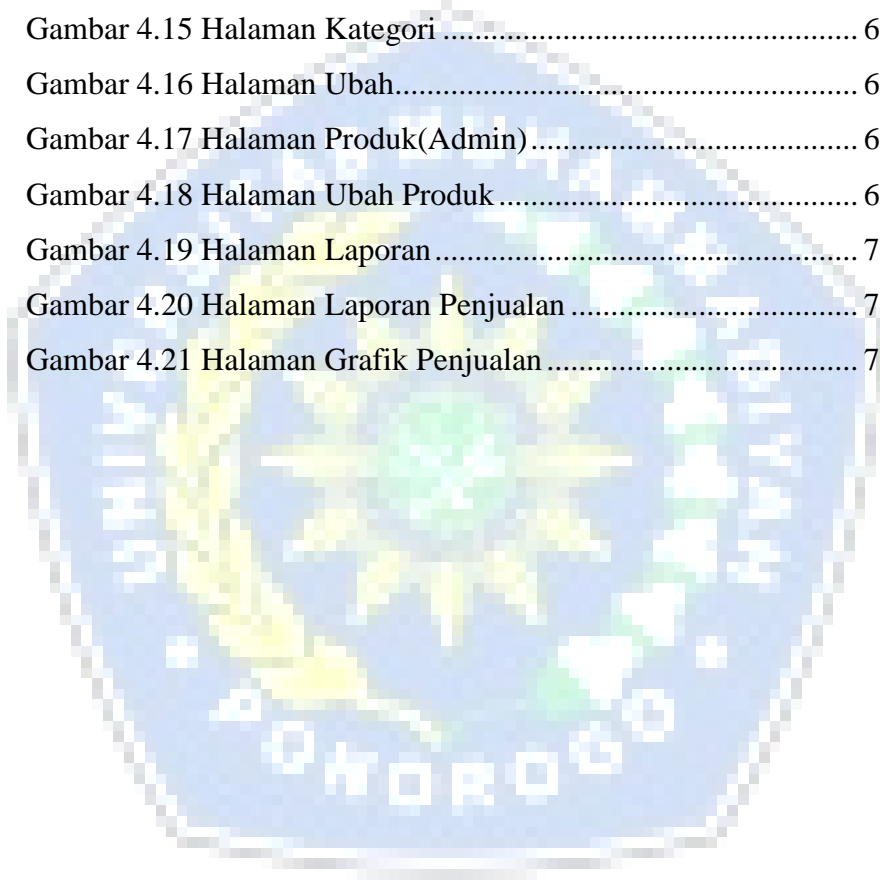 Gambar 4.15 Halaman Kategori .................................................... 6
Gambar 4.16 Halaman Ubah.......................................................... 6
Gambar 4.17 Halaman Produk(Admin)......................................... 6
Gambar 4.18 Halaman Ubah Produk ............................................. 6
Gambar 4.19 Halaman Laporan ..................................................... 7
Gambar 4.20 Halaman Laporan Penjualan .................................... 7
Gambar 4.21 Halaman Grafik Penjualan ....................................... 7
PONOROGO